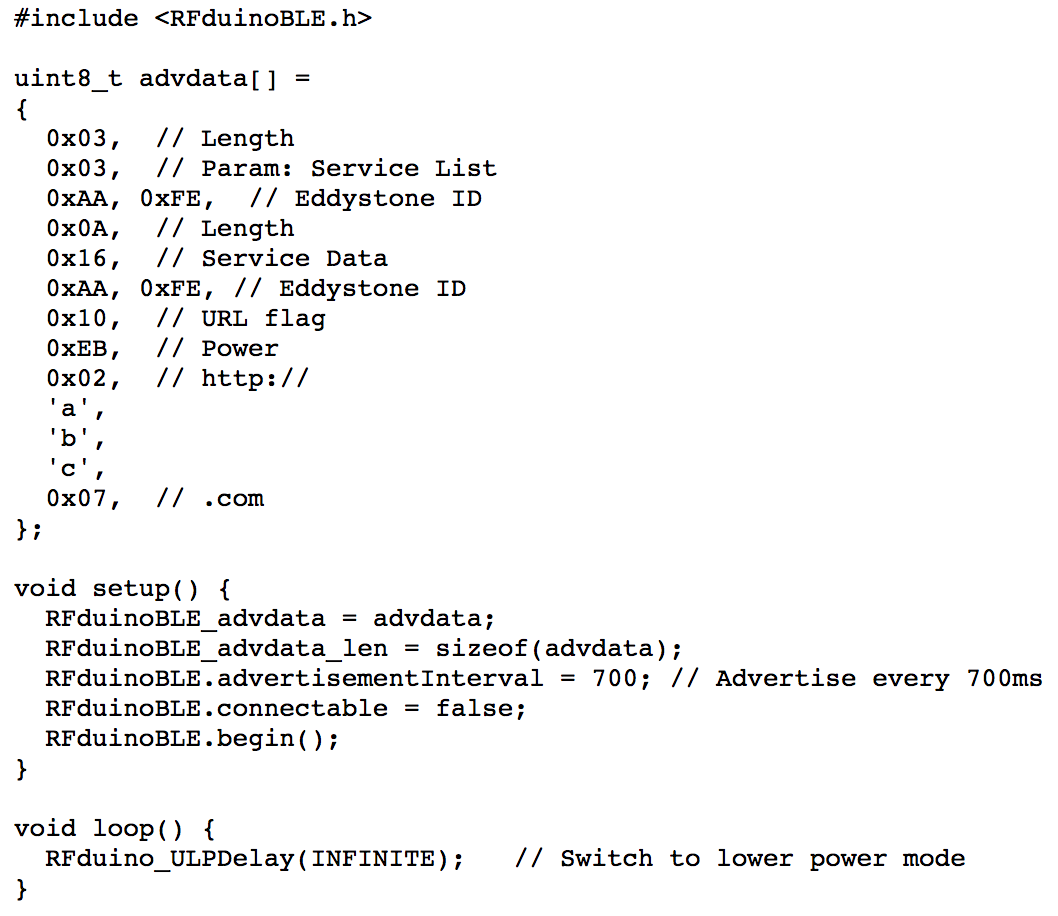 #include <RFduinoBLE.h>

uint8_t advdata[] =
{
  0x03,  // Length
  0x03,  // Param: Service List
  0xAA, 0xFE,  // Eddystone ID
  0x0A,  // Length
  0x16,  // Service Data
  0xAA, 0xFE, // Eddystone ID
  0x10,  // URL flag
  0xEB,  // Power
  0x02,  // http://
  'a',
  'b',
  'c',
  0x07,  // .com
};

void setup() {
  RFduinoBLE_advdata = advdata;
  RFduinoBLE_advdata_len = sizeof(advdata);
  RFduinoBLE.advertisementInterval = 700; // Advertise every 700ms
  RFduinoBLE.connectable = false;
  RFduinoBLE.begin();
}

void loop() {
  RFduino_ULPDelay(INFINITE);   // Switch to lower power mode
}